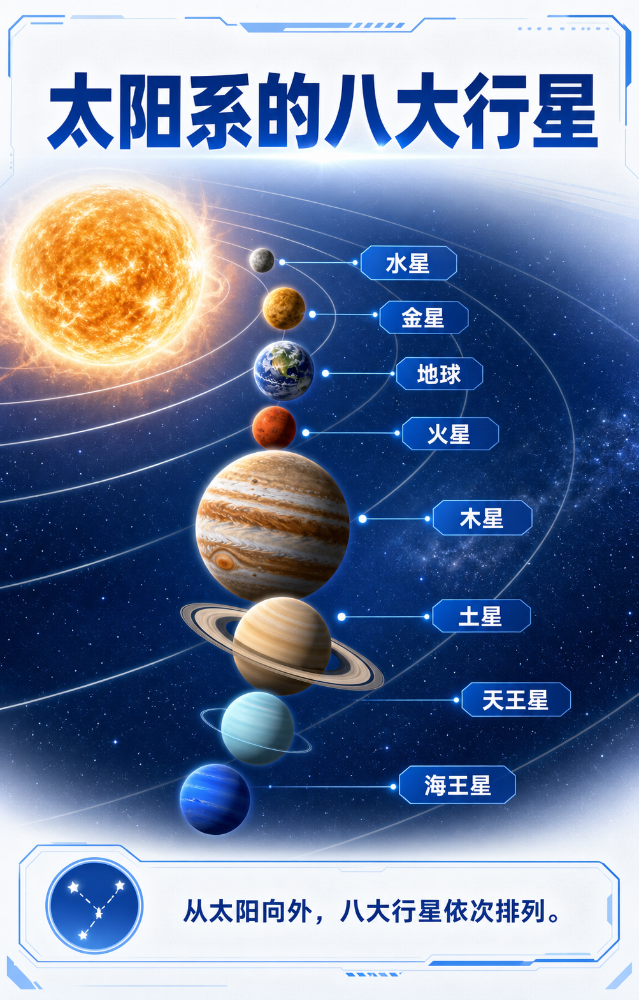 太阳系的八大行星
水星
金星
地球
火星
木星
土星
天王星
海王星
从太阳向外，八大行星依次排列。